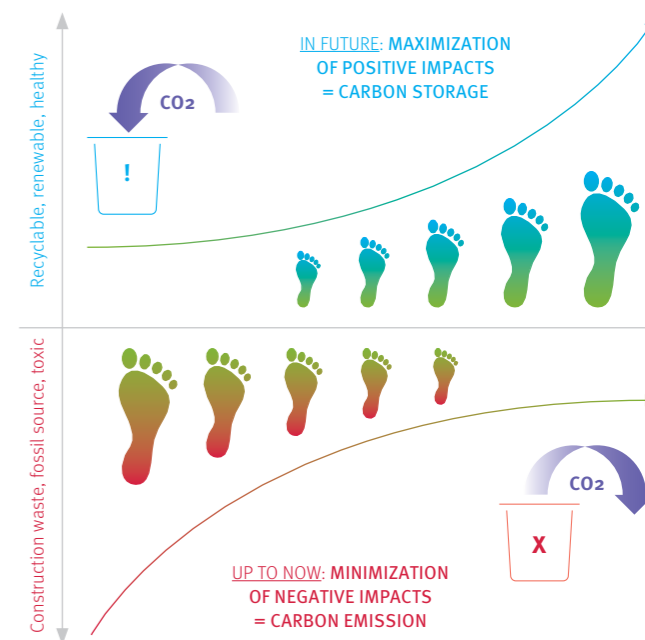 IN FUTURE: MAXIMIZATION
OF POSITIVE IMPACTS
= CARBON STORAGE
CO2
!
Recyclable, renewable, healthy
Construction waste, fossil source, toxic
CO2
X
UP TO NOW: MINIMIZATION
OF NEGATIVE IMPACTS
= CARBON EMISSION